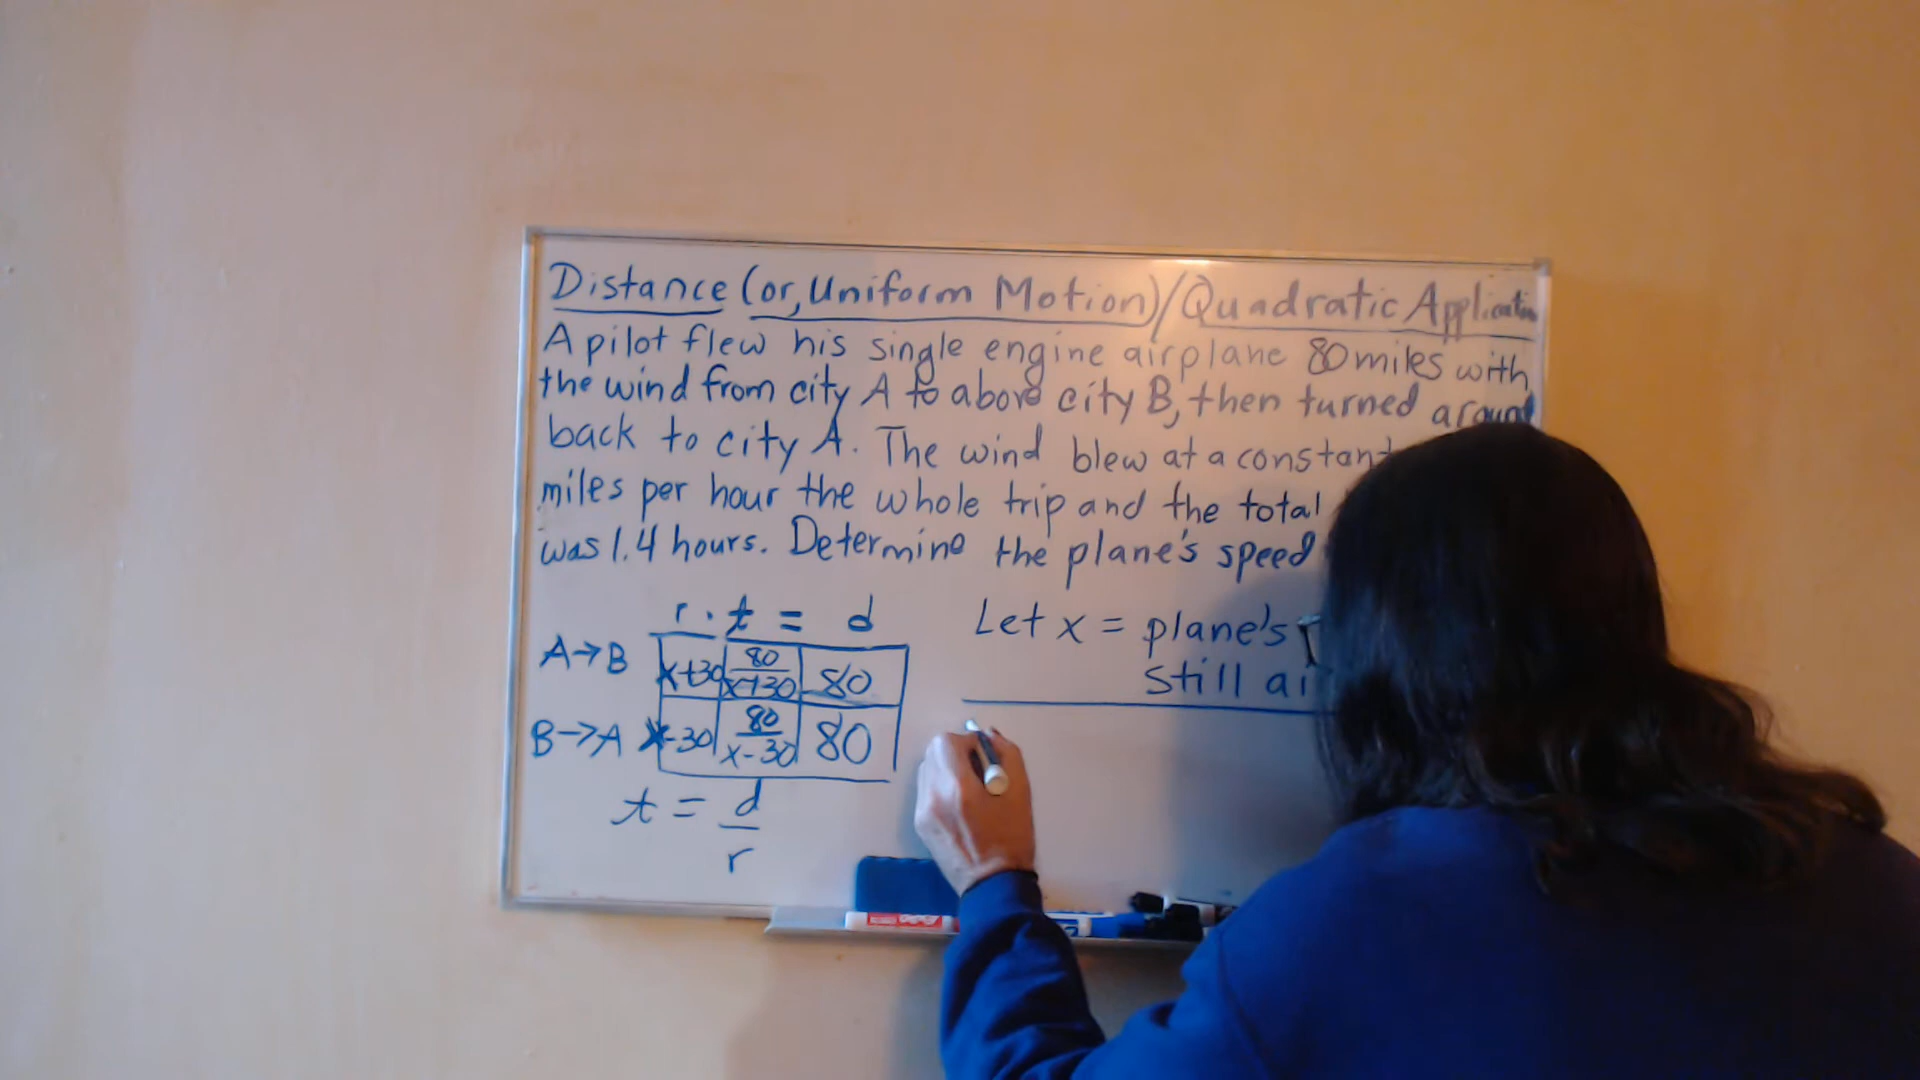 Distance (or, Uniform Motion)/Quadratic Application
A pilot flew his single engine airplane 80 miles with
the wind from city A to above city B, then turned around
back to city A. The wind blew at a constant
miles per hour the whole trip and the total
was 1.4 hours. Determine the plane's speed
r · t = d
A→B x+30 80/x+30 80
B→A x-30 80/x-30 80
t = d/r
Let x = plane's
still